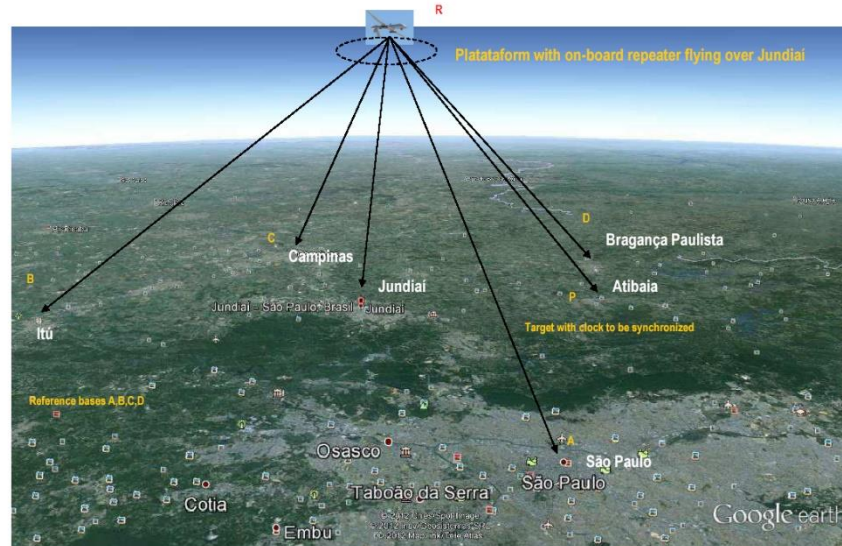 R
Platataform with on-board repeater flying over Jundiaí
D
Bragança Paulista
C
Campinas
B
Jundiaí
Atibaia
P
Jundiaí - São Paulo, Brasil
Jundiaí
Itú
Target with clock to be synchronized
Reference bases A,B,C,D
A
Osasco
São Paulo
São Paulo
Cotia
Taboão da Serra
Embu
Google earth